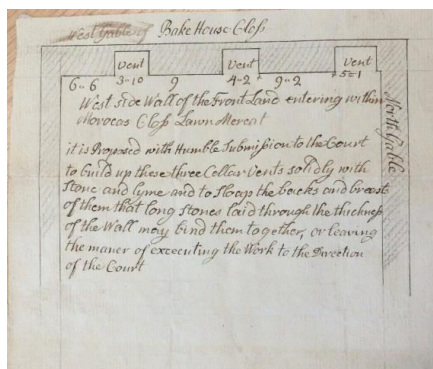 West Gable of Bake House Closs
Vent Vent Vent
6-6 3-10 9 4-2 9-2 5-1
North Gable
West side Wall of the Front Land entering within
Morocas Closs Lawn Mercat
it is Proposed with Humble Submission to the Court
to build up these three Cellar Vents solidly with
Stone and lyme and to Sloap the backs and breast
of them that long Stones laid through the thickness
of the Wall may bind them together, or leaving
the maner of executing the Work to the Direction
of the Court